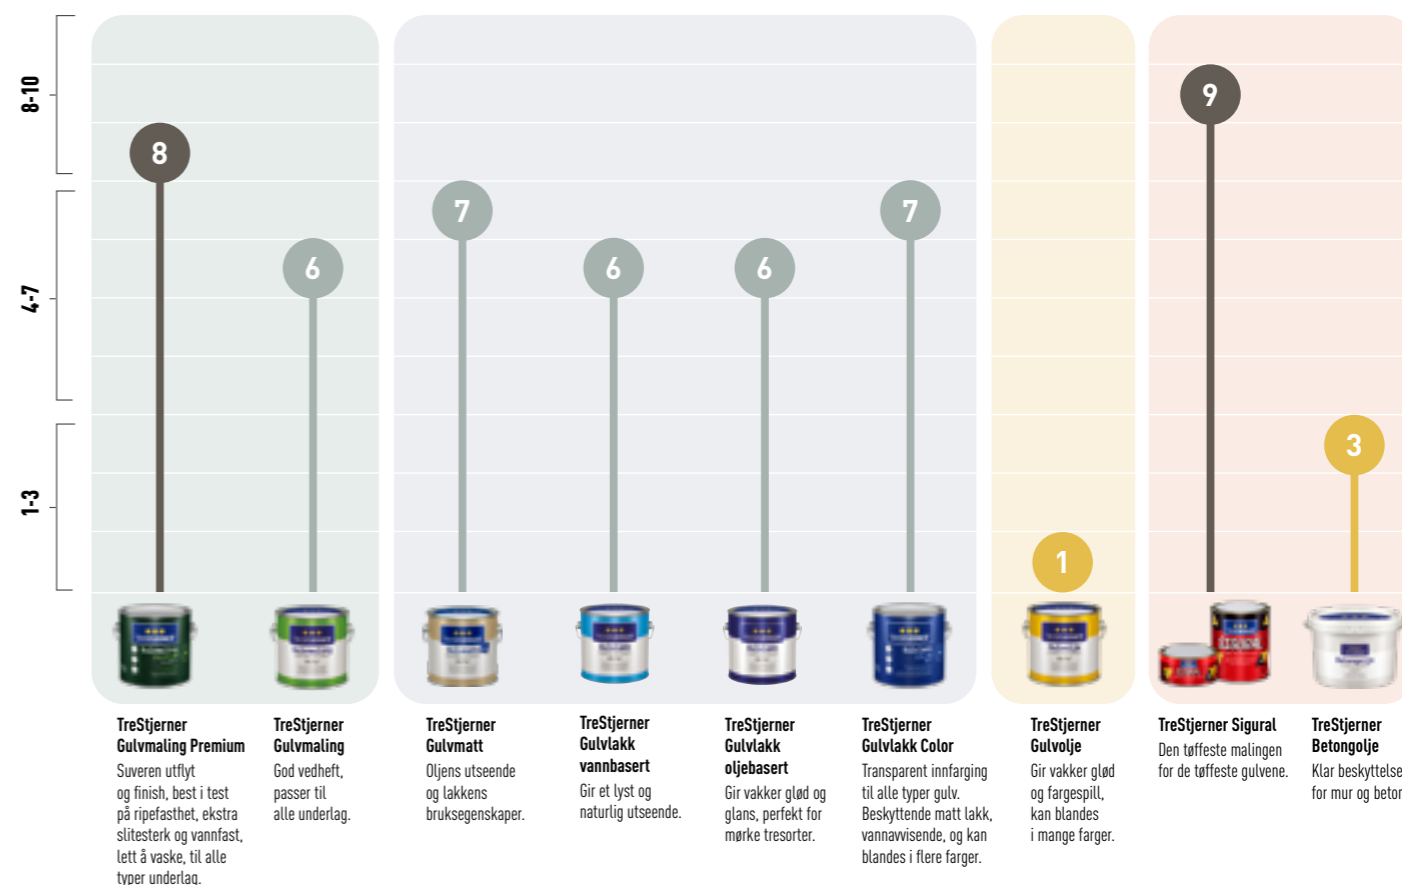 8-10
4-7
1-3
8
6
7
6
6
7
1
9
3
TreStjerner
Gulvmaling Premium
Suveren utflyt
og finish, best i test
på ripefasthet, ekstra
slitesterk og vannfast,
lett å vaske, til alle
typer underlag.
TreStjerner
Gulvmaling
God vedheft,
passer til
alle underlag.
TreStjerner
Gulvmatt
Oljens utseende
og lakkens
bruksegenskaper.
TreStjerner
Gulvlakk
vannbasert
Gir et lyst og
naturlig utseende.
TreStjerner
Gulvlakk
oljebasert
Gir vakker glød og
glans, perfekt for
mørke tresorter.
TreStjerner
Gulvlakk Color
Transparent innfarging
til alle typer gulv.
Beskyttende matt lakk,
vannavvisende, og kan
blandes i flere farger.
TreStjerner
Gulvolje
Gir vakker glød
og fargespill,
kan blandes
i mange farger.
TreStjerner Sigural
Den tøffeste malingen
for de tøffeste gulvene.
TreStjerner
Betongolje
Klar beskyttelse
for mur og beton